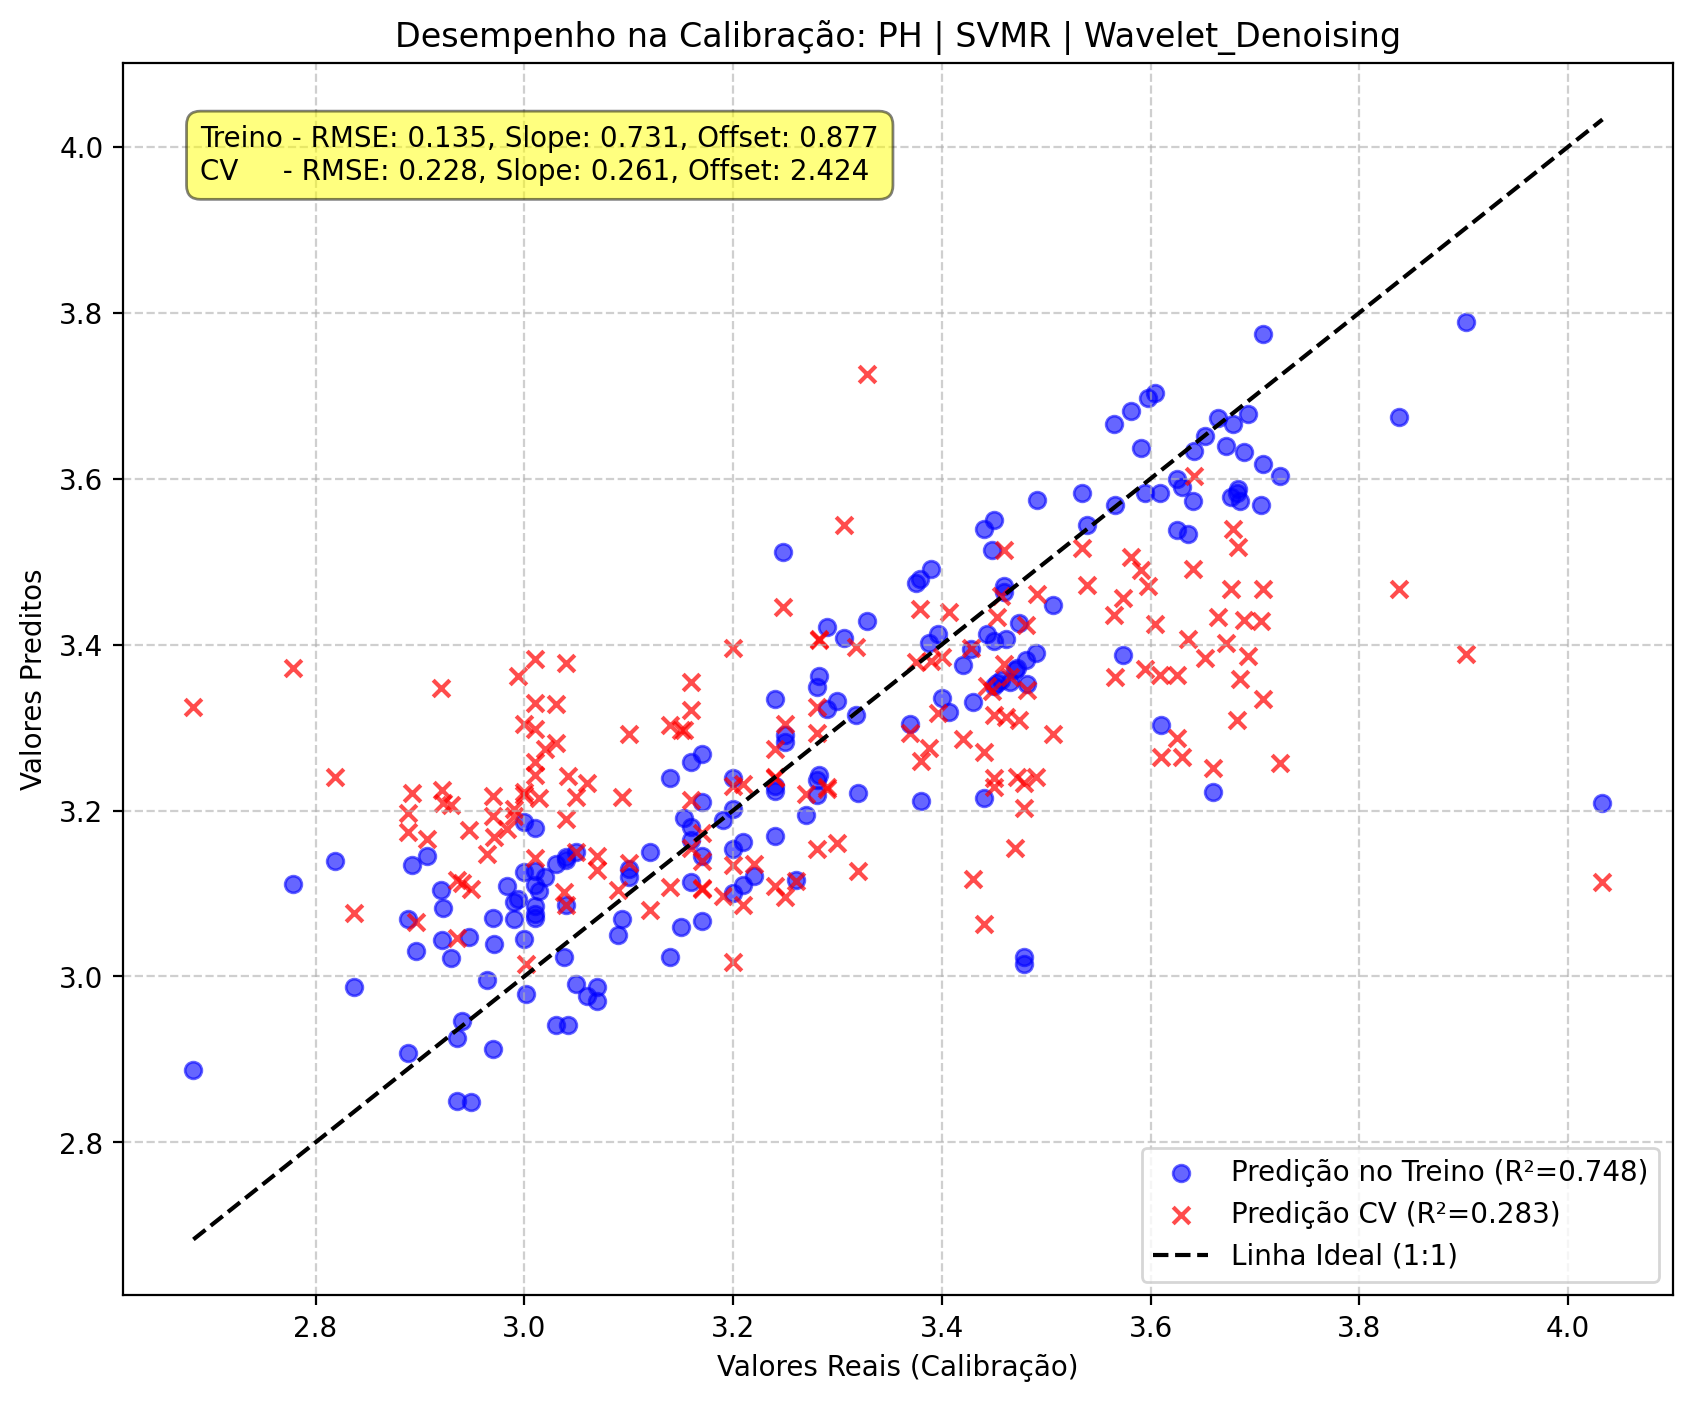 Desempenho na Calibração: PH | SVMR | Wavelet_Denoising
Treino - RMSE: 0.135, Slope: 0.731, Offset: 0.877
CV - RMSE: 0.228, Slope: 0.261, Offset: 2.424
Valores Preditos
4.0
3.8
3.6
3.4
3.2
3.0
2.8
Predição no Treino (R²=0.748)
Predição CV (R²=0.283)
Linha Ideal (1:1)
2.8 3.0 3.2 3.4 3.6 3.8 4.0
Valores Reais (Calibração)